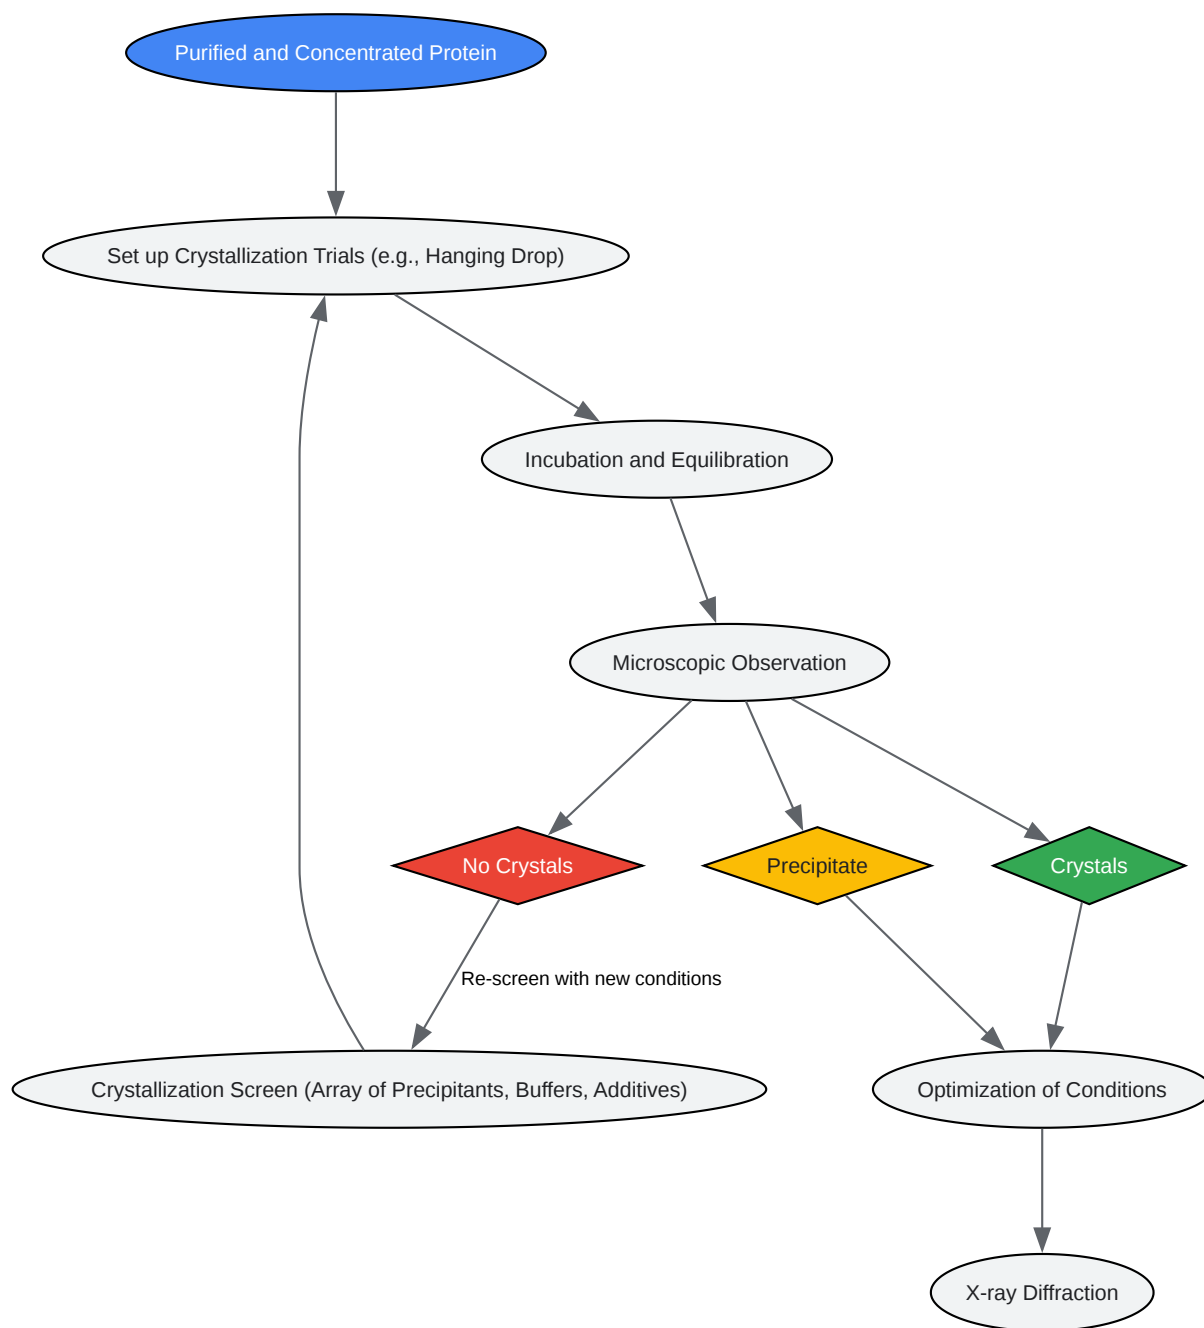 Purified and Concentrated Protein
Set up Crystallization Trials (e.g., Hanging Drop)
Incubation and Equilibration
Microscopic Observation
No Crystals
Precipitate
Crystals
Re-screen with new conditions
Crystallization Screen (Array of Precipitants, Buffers, Additives)
Optimization of Conditions
X-ray Diffraction